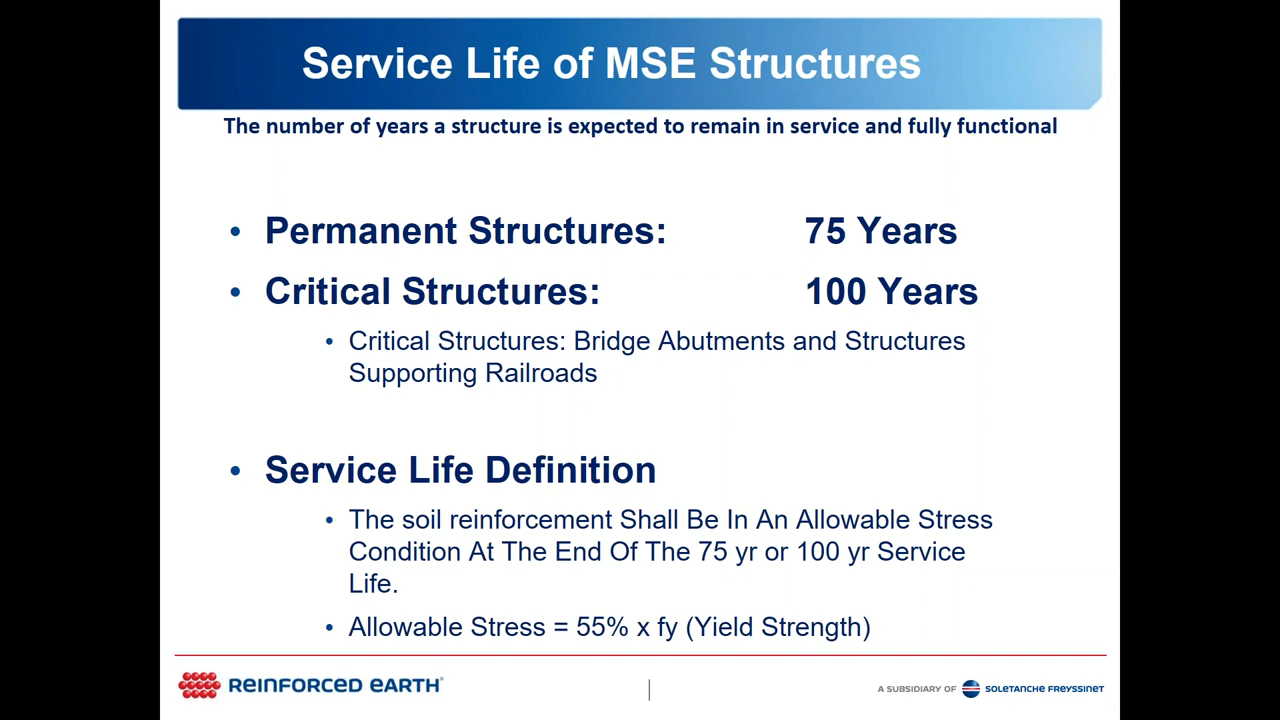 Service Life of MSE Structures
The number of years a structure is expected to remain in service and fully functional
• Permanent Structures: 75 Years
• Critical Structures: 100 Years
• Critical Structures: Bridge Abutments and Structures
Supporting Railroads
• Service Life Definition
• The soil reinforcement Shall Be In An Allowable Stress
Condition At The End Of The 75 yr or 100 yr Service
Life.
• Allowable Stress = 55% x fy (Yield Strength)
REINFORCED EARTH®
A SUBSIDIARY OF SOLETANCHE FREYSSINET